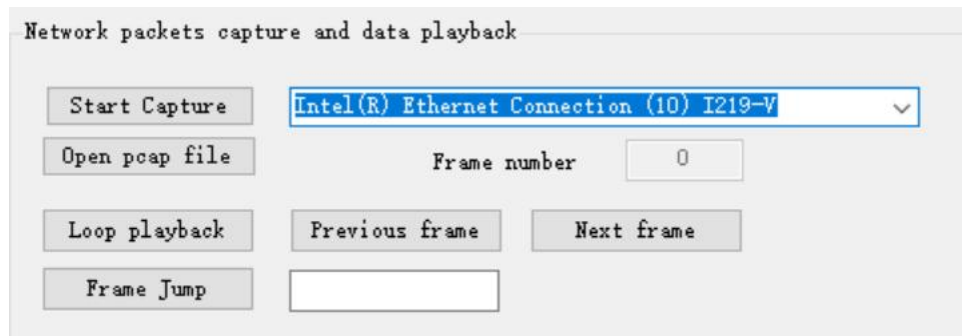 Network packets capture and data playback
Start Capture
Intel(R) Ethernet Connection (10) I219-V
Open pcap file
Frame number
0
Loop playback
Previous frame
Next frame
Frame Jump